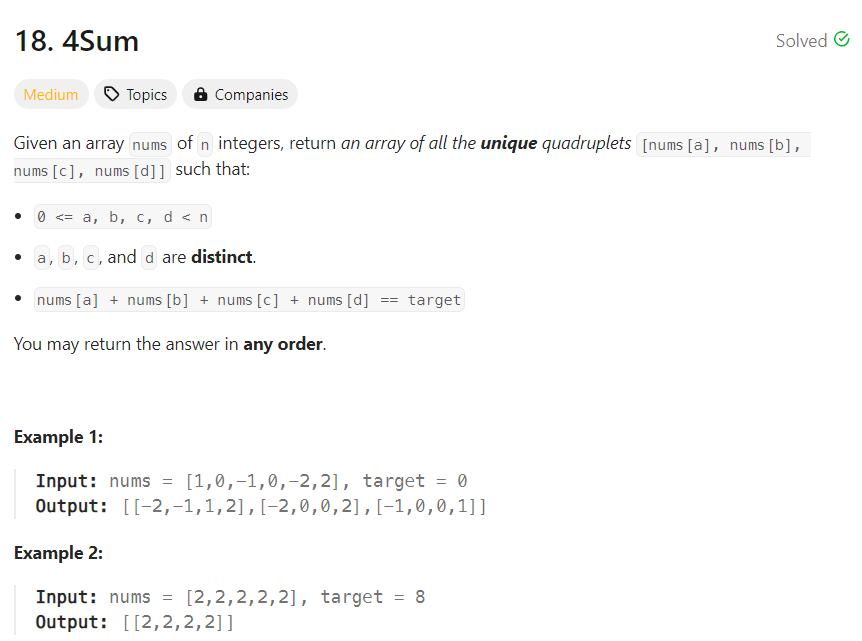 18. 4Sum
Solved
Medium Topics Companies
Given an array nums of n integers, return an array of all the unique quadruplets [nums[a], nums[b],
nums[c], nums[d]] such that:
• 0 <= a, b, c, d < n
• a, b, c, and d are distinct.
• nums[a] + nums[b] + nums[c] + nums[d] == target
You may return the answer in any order.
Example 1:
Input: nums = [1,0,-1,0,-2,2], target = 0
Output: [[-2,-1,1,2],[-2,0,0,2],[-1,0,0,1]]
Example 2:
Input: nums = [2,2,2,2,2], target = 8
Output: [[2,2,2,2]]